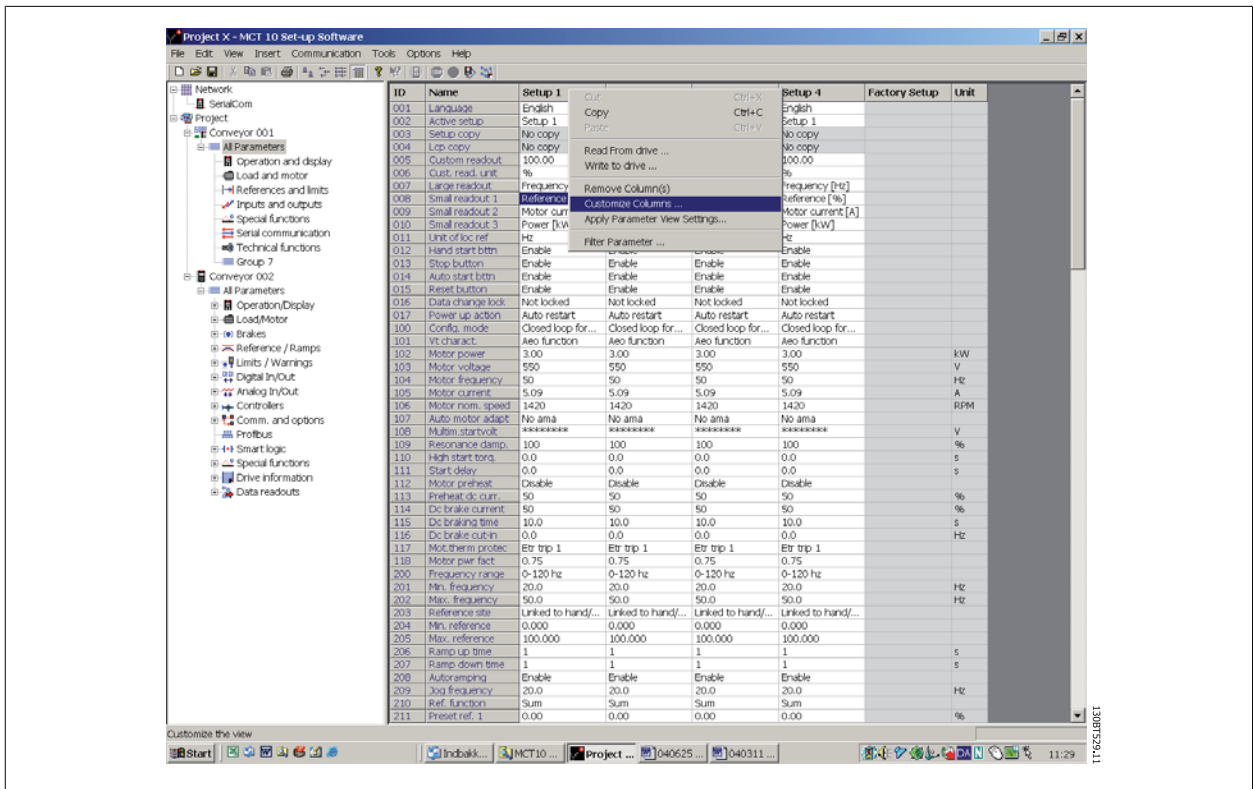 Project X - MCT 10 Set-up Software
File Edit View Insert Communication Tools Options Help
Network
SerialCom
Project
Conveyor 001
All Parameters
Operation and display
Load and motor
References and limits
Inputs and outputs
Special functions
Serial communication
Technical functions
Group 7
Conveyor 002
All Parameters
Operation/Display
Load/Motor
Brakes
Reference / Ramps
Limits / Warnings
Digital In/Out
Analog In/Out
Controllers
Comm. and options
Profibus
Smart logic
Special functions
Drive information
Data readouts
ID Name Setup 1 Setup 4 Factory Setup Unit
001 Language English English
002 Active setup Setup 1 Setup 1
003 Setup copy No copy No copy
004 Lcp copy No copy No copy
005 Custom readout 100.00 100.00
006 Cust. read. unit % %
007 Large readout Frequency Frequency [Hz]
008 Small readout 1 Reference Reference [%]
009 Small readout 2 Motor curr Motor current [A]
010 Small readout 3 Power [kW Power [kW]
011 Unit of loc ref Hz Hz
Cut Ctrl+X
Copy Ctrl+C
Paste Ctrl+V
Read From drive ...
Write to drive ...
Remove Column(s)
Customize Columns ...
Apply Parameter View Settings...
Filter Parameter ...
012 Hand start bttn Enable Enable Enable Enable
013 Stop button Enable Enable Enable Enable
014 Auto start bttn Enable Enable Enable Enable
015 Reset button Enable Enable Enable Enable
016 Data change lock Not locked Not locked Not locked Not locked
017 Power up action Auto restart Auto restart Auto restart Auto restart
100 Config. mode Closed loop for... Closed loop for... Closed loop for... Closed loop for...
101 Vt charact. Aeo function Aeo function Aeo function Aeo function
102 Motor power 3.00 3.00 3.00 3.00 kW
103 Motor voltage 550 550 550 550 V
104 Motor frequency 50 50 50 50 Hz
105 Motor current 5.09 5.09 5.09 5.09 A
106 Motor nom. speed 1420 1420 1420 1420 RPM
107 Auto motor adapt No ama No ama No ama No ama
108 Multim.startvolt ******** ******** ******** ******** V
109 Resonance damp. 100 100 100 100 %
110 High start torq. 0.0 0.0 0.0 0.0 s
111 Start delay 0.0 0.0 0.0 0.0 s
112 Motor preheat Disable Disable Disable Disable
113 Preheat dc curr. 50 50 50 50 %
114 Dc brake current 50 50 50 50 %
115 Dc braking time 10.0 10.0 10.0 10.0 s
116 Dc brake cut-in 0.0 0.0 0.0 0.0 Hz
117 Mot.therm protec Etr trip 1 Etr trip 1 Etr trip 1 Etr trip 1
118 Motor pwr fact 0.75 0.75 0.75 0.75
200 Frequency range 0-120 hz 0-120 hz 0-120 hz 0-120 hz
201 Min. frequency 20.0 20.0 20.0 20.0 Hz
202 Max. frequency 50.0 50.0 50.0 50.0 Hz
203 Reference site Linked to hand/... Linked to hand/... Linked to hand/... Linked to hand/...
204 Min. reference 0.000 0.000 0.000 0.000
205 Max. reference 100.000 100.000 100.000 100.000
206 Ramp up time 1 1 1 1 s
207 Ramp down time 1 1 1 1 s
208 Autoramping Enable Enable Enable Enable
209 Jog frequency 20.0 20.0 20.0 20.0 Hz
210 Ref. function Sum Sum Sum Sum
211 Preset ref. 1 0.00 0.00 0.00 0.00 %
Customize the view
Start Indbakk... MCT10 ... Project ... 040625 ... 040311 ... DA N 11:29
130BT529.11